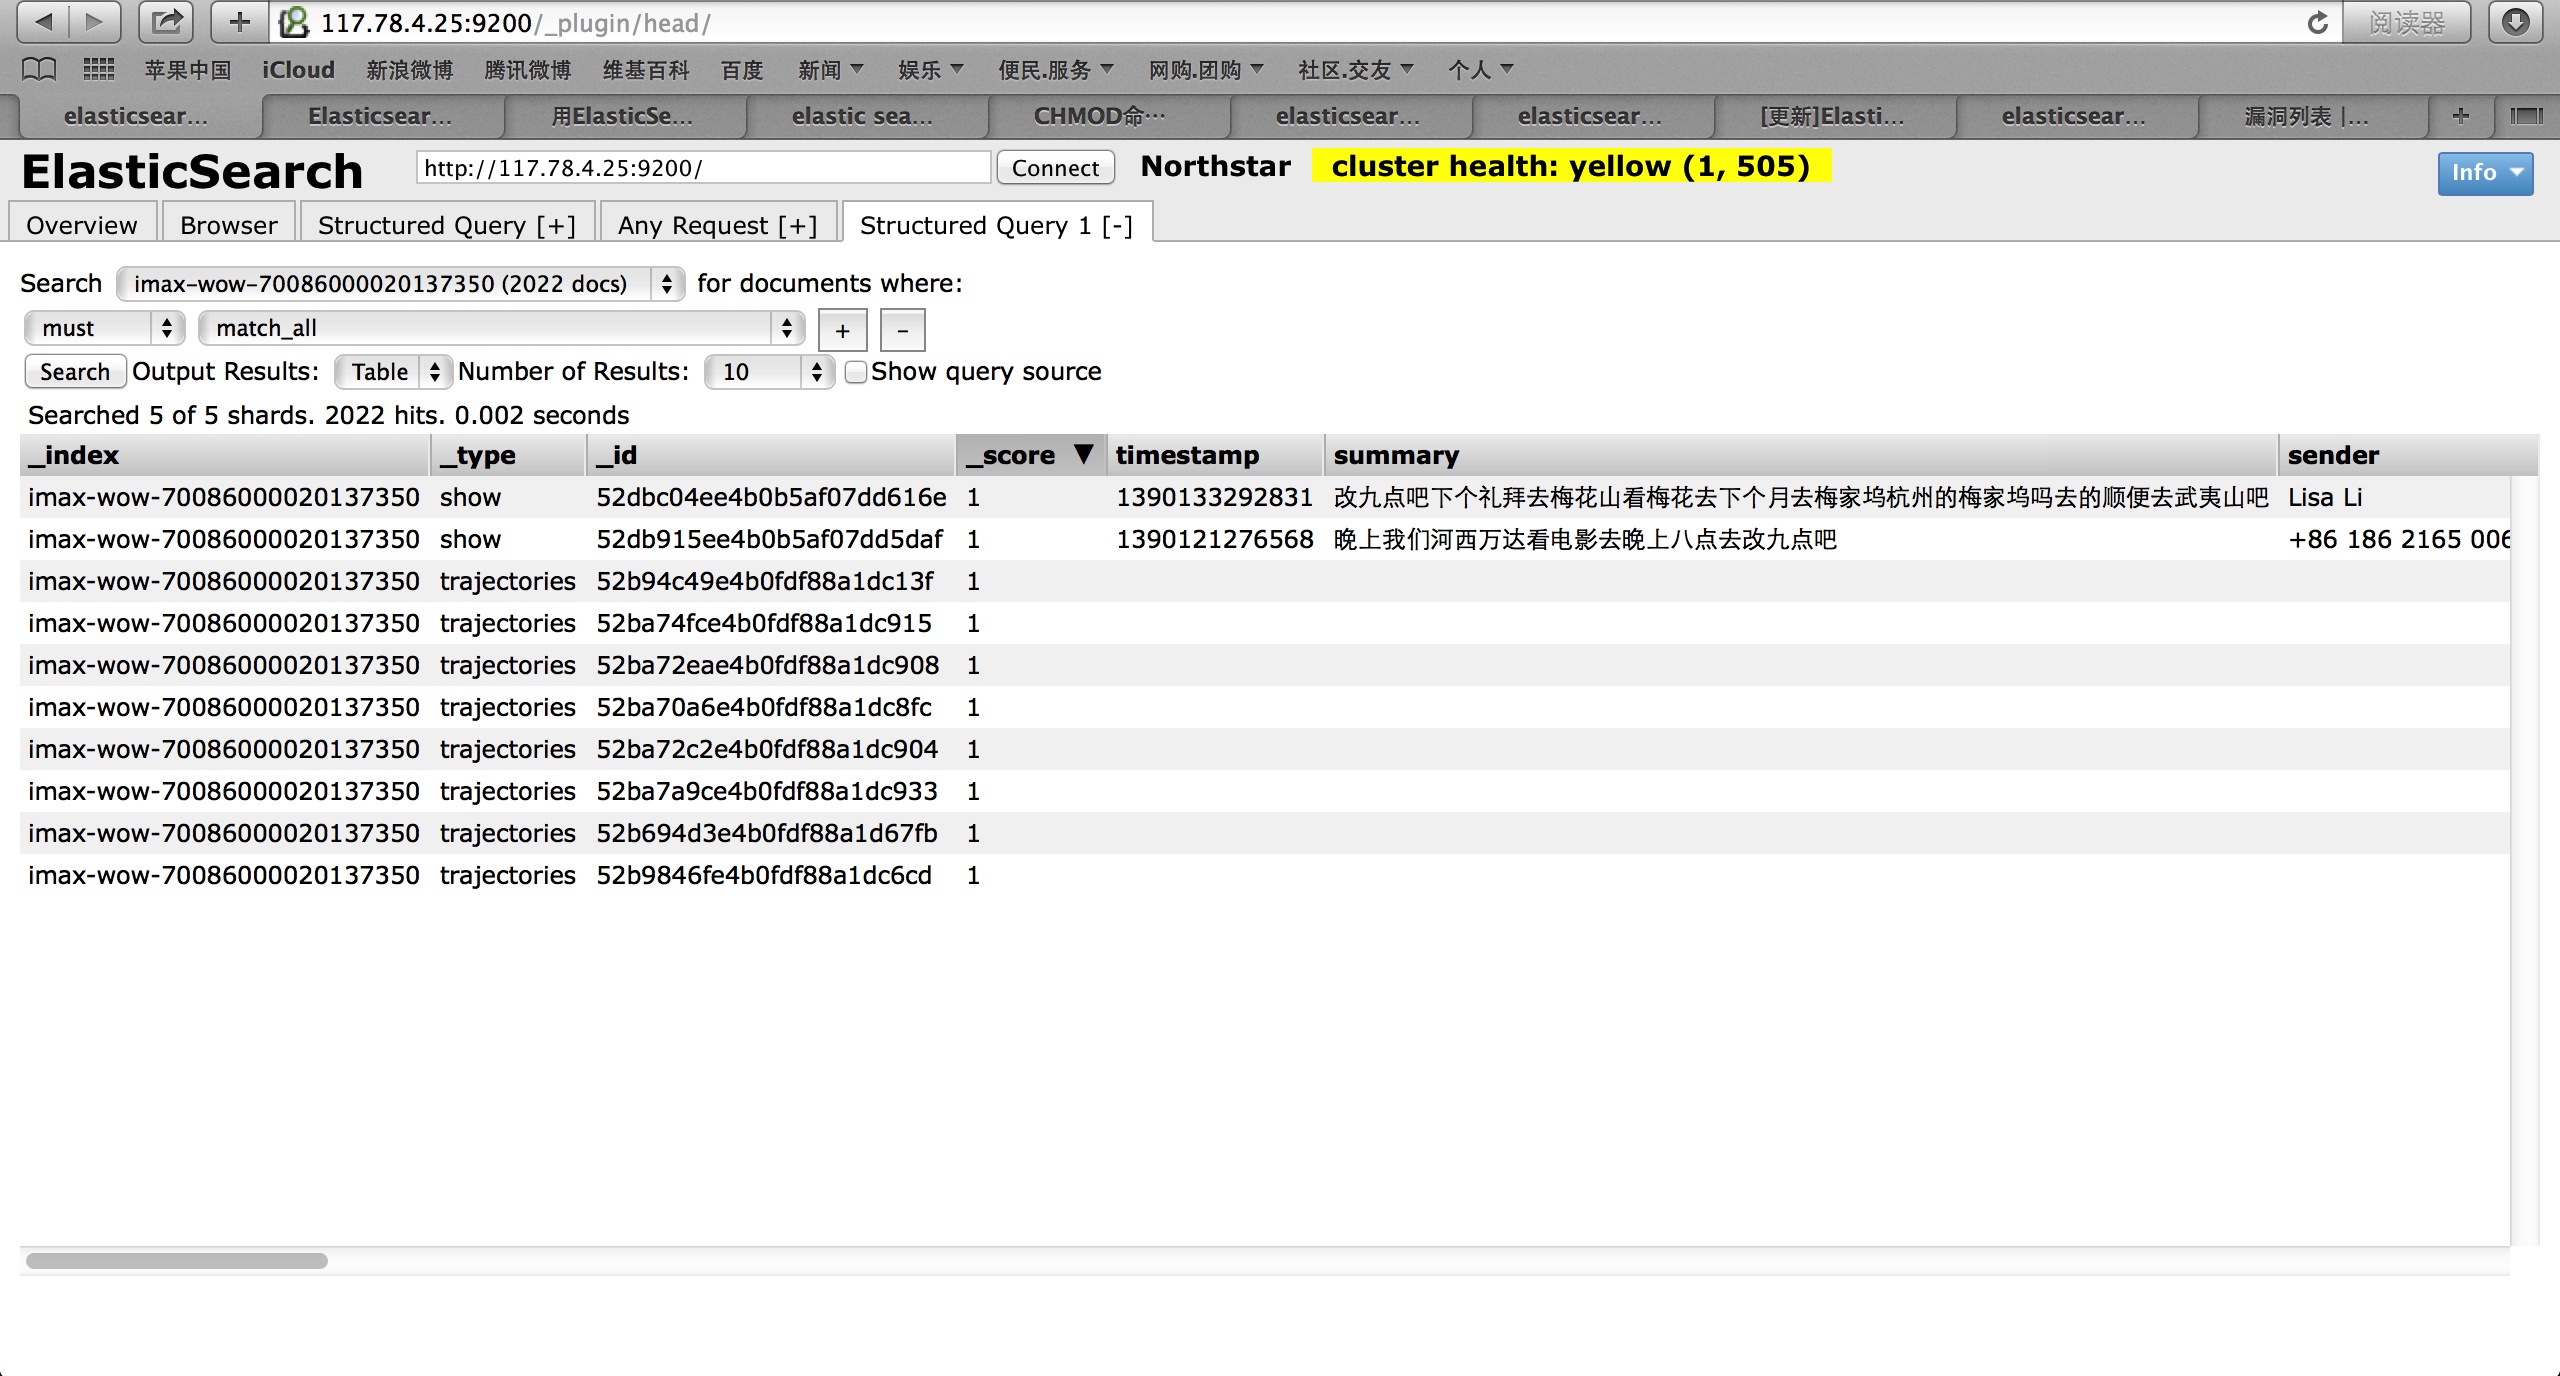 117.78.4.25:9200/_plugin/head/ 阅读器
苹果中国 iCloud 新浪微博 腾讯微博 维基百科 百度 新闻 娱乐 便民.服务 网购.团购 社区.交友 个人
elasticsear... Elasticsear... 用ElasticSe... elastic sea... CHMOD命... elasticsear... elasticsear... [更新]Elasti... elasticsear... 漏洞列表 |...
ElasticSearch http://117.78.4.25:9200/ Connect Northstar cluster health: yellow (1, 505) Info
Overview Browser Structured Query [+] Any Request [+] Structured Query 1 [-]
Search imax-wow-70086000020137350 (2022 docs) for documents where:
must match_all + -
Search Output Results: Table Number of Results: 10 Show query source
Searched 5 of 5 shards. 2022 hits. 0.002 seconds
_index _type _id _score ▼ timestamp summary sender
imax-wow-70086000020137350 show 52dbc04ee4b0b5af07dd616e 1 1390133292831 改九点吧下个礼拜去梅花山看梅花去下个月去梅家坞杭州的梅家坞吗去的顺便去武夷山吧 Lisa Li
imax-wow-70086000020137350 show 52db915ee4b0b5af07dd5daf 1 1390121276568 晚上我们河西万达看电影去晚上八点去改九点吧 +86 186 2165 006
imax-wow-70086000020137350 trajectories 52b94c49e4b0fdf88a1dc13f 1
imax-wow-70086000020137350 trajectories 52ba74fce4b0fdf88a1dc915 1
imax-wow-70086000020137350 trajectories 52ba72eae4b0fdf88a1dc908 1
imax-wow-70086000020137350 trajectories 52ba70a6e4b0fdf88a1dc8fc 1
imax-wow-70086000020137350 trajectories 52ba72c2e4b0fdf88a1dc904 1
imax-wow-70086000020137350 trajectories 52ba7a9ce4b0fdf88a1dc933 1
imax-wow-70086000020137350 trajectories 52b694d3e4b0fdf88a1d67fb 1
imax-wow-70086000020137350 trajectories 52b9846fe4b0fdf88a1dc6cd 1